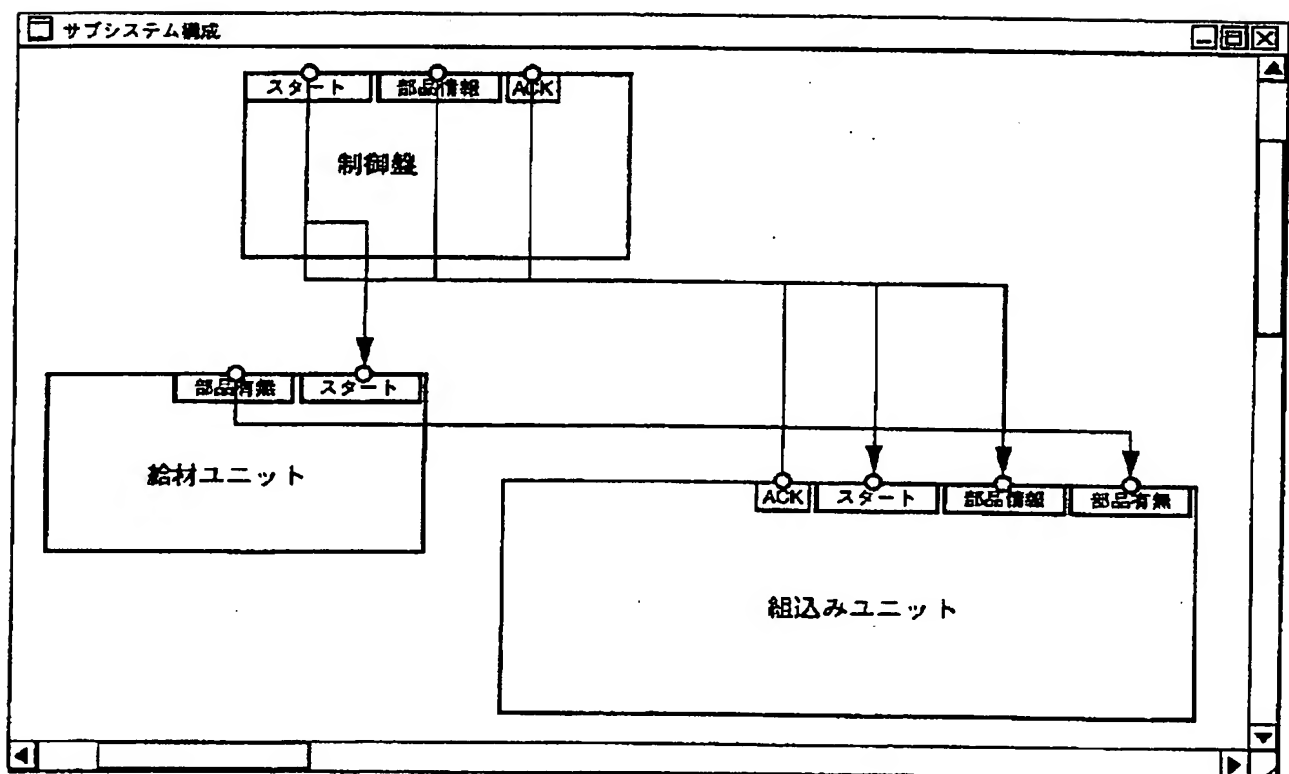 サブシステム構成
スタート 部品情報 ACK
制御盤
部品有無 スタート
給材ユニット
ACK スタート 部品情報 部品有無
組込みユニット